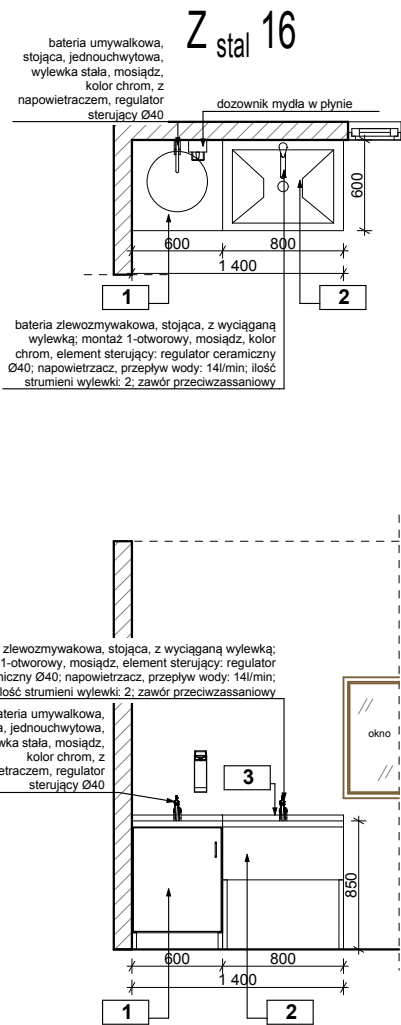 Z stal 16
bateria umywalkowa,
stojąca, jednouchwytowa,
wylewka stała, mosiądz,
kolor chrom, z
napowietraczem, regulator
sterujący Ø40
dozownik mydła w płynie
600
600
800
1 400
1
2
bateria zlewozmywakowa, stojąca, z wyciąganą
wylewką; montaż 1-otworowy, mosiądz, kolor
chrom, element sterujący: regulator ceramiczny
Ø40; napowietrzacz, przepływ wody: 14l/min; ilość
strumieni wylewki: 2; zawór przeciwzassaniowy
zlewozmywakowa, stojąca, z wyciąganą wylewką;
1-otworowy, mosiądz, element sterujący: regulator
niczny Ø40; napowietrzacz, przepływ wody: 14l/min;
ilość strumieni wylewki: 2; zawór przeciwzassaniowy
ateria umywalkowa,
a, jednouchwytowa,
wka stała, mosiądz,
kolor chrom, z
etraczem, regulator
sterujący Ø40
okno
3
850
600
800
1 400
1
2